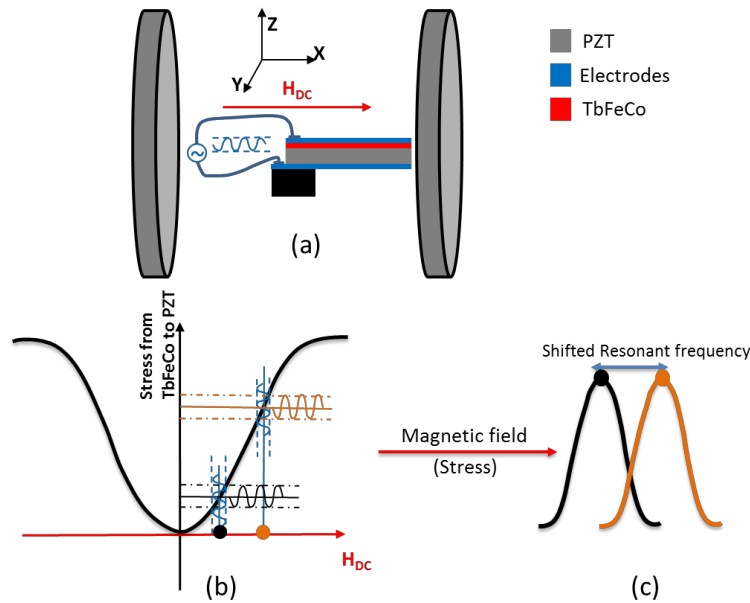 Z
X
Y
H_DC
PZT
Electrodes
TbFeCo
(a)
Stress from
TbFeCo to PZT
H_DC
(b)
Magnetic field
(Stress)
Shifted Resonant frequency
(c)